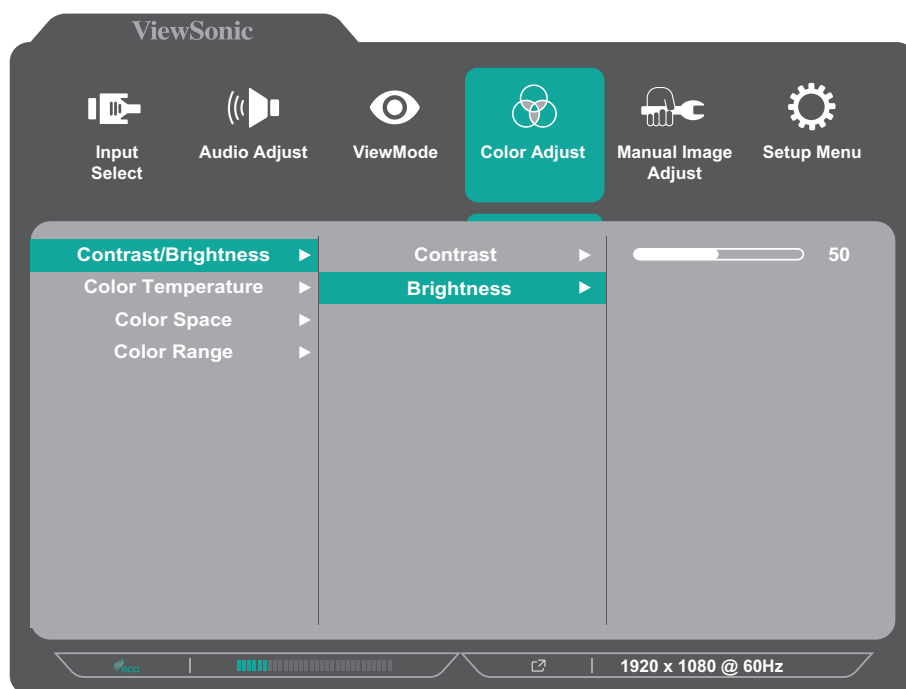 ViewSonic
Input
Select
Audio Adjust
ViewMode
Color Adjust
Manual Image
Adjust
Setup Menu
Contrast/Brightness
Contrast
50
Color Temperature
Brightness
Color Space
Color Range
ECO
1920 x 1080 @ 60Hz